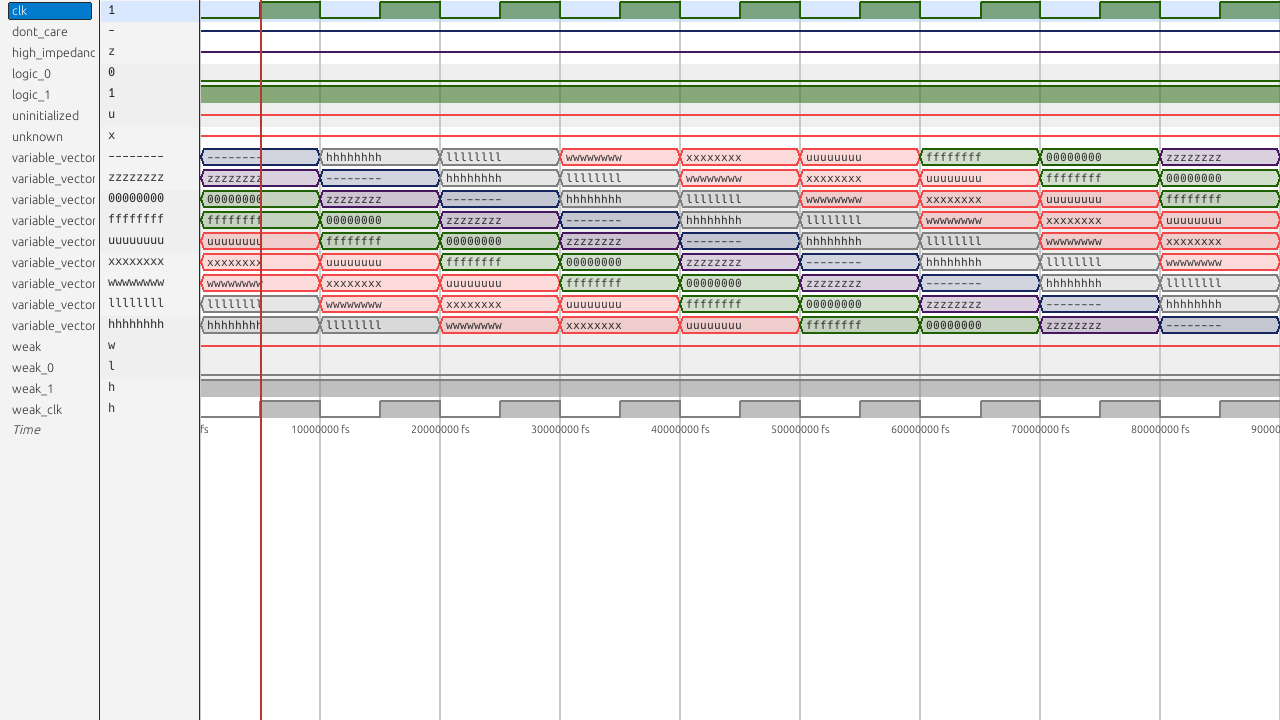 clk 1
dont_care -
high_impedanc z
logic_0 0
logic_1 1
uninitialized u
unknown x
variable_vector -------- -------- hhhhhhhh llllllll wwwwwwww xxxxxxxx uuuuuuuu ffffffff 00000000 zzzzzzzz
variable_vector zzzzzzzz zzzzzzzz -------- hhhhhhhh llllllll wwwwwwww xxxxxxxx uuuuuuuu ffffffff 00000000
variable_vector 00000000 00000000 zzzzzzzz -------- hhhhhhhh llllllll wwwwwwww xxxxxxxx uuuuuuuu ffffffff
variable_vector ffffffff ffffffff 00000000 zzzzzzzz -------- hhhhhhhh llllllll wwwwwwww xxxxxxxx uuuuuuuu
variable_vector uuuuuuuu uuuuuuuu ffffffff 00000000 zzzzzzzz -------- hhhhhhhh llllllll wwwwwwww xxxxxxxx
variable_vector xxxxxxxx xxxxxxxx uuuuuuuu ffffffff 00000000 zzzzzzzz -------- hhhhhhhh llllllll wwwwwwww
variable_vector wwwwwwww wwwwwwww xxxxxxxx uuuuuuuu ffffffff 00000000 zzzzzzzz -------- hhhhhhhh llllllll
variable_vector llllllll llllllll wwwwwwww xxxxxxxx uuuuuuuu ffffffff 00000000 zzzzzzzz -------- hhhhhhhh
variable_vector hhhhhhhh hhhhhhhh llllllll wwwwwwww xxxxxxxx uuuuuuuu ffffffff 00000000 zzzzzzzz --------
weak w
weak_0 l
weak_1 h
weak_clk h
Time fs 10000000 fs 20000000 fs 30000000 fs 40000000 fs 50000000 fs 60000000 fs 70000000 fs 80000000 fs 90000